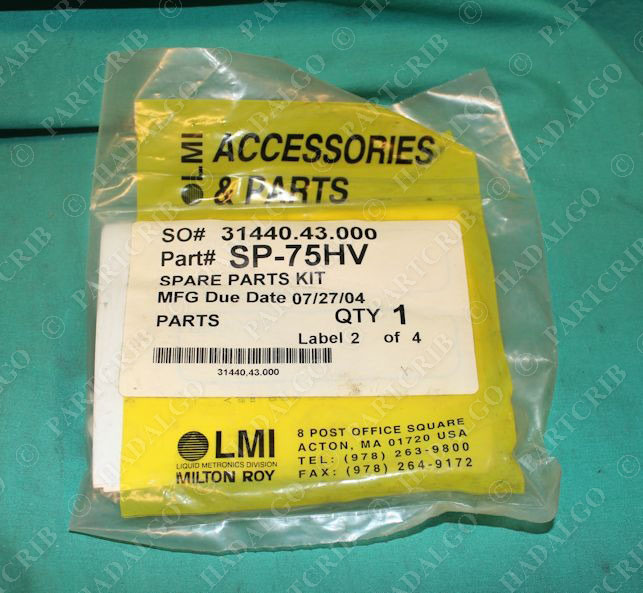 LMI ACCESSORIES
& PARTS
SO# 31440.43.000
Part# SP-75HV
SPARE PARTS KIT
MFG Due Date 07/27/04
PARTS QTY 1
Label 2 of 4
31440.43.000
LMI
LIQUID METRONICS DIVISION
MILTON ROY
8 POST OFFICE SQUARE
ACTON, MA 01720 USA
TEL: (978) 263-9800
FAX: (978) 264-9172
© PARTCRIB
© HADALGO